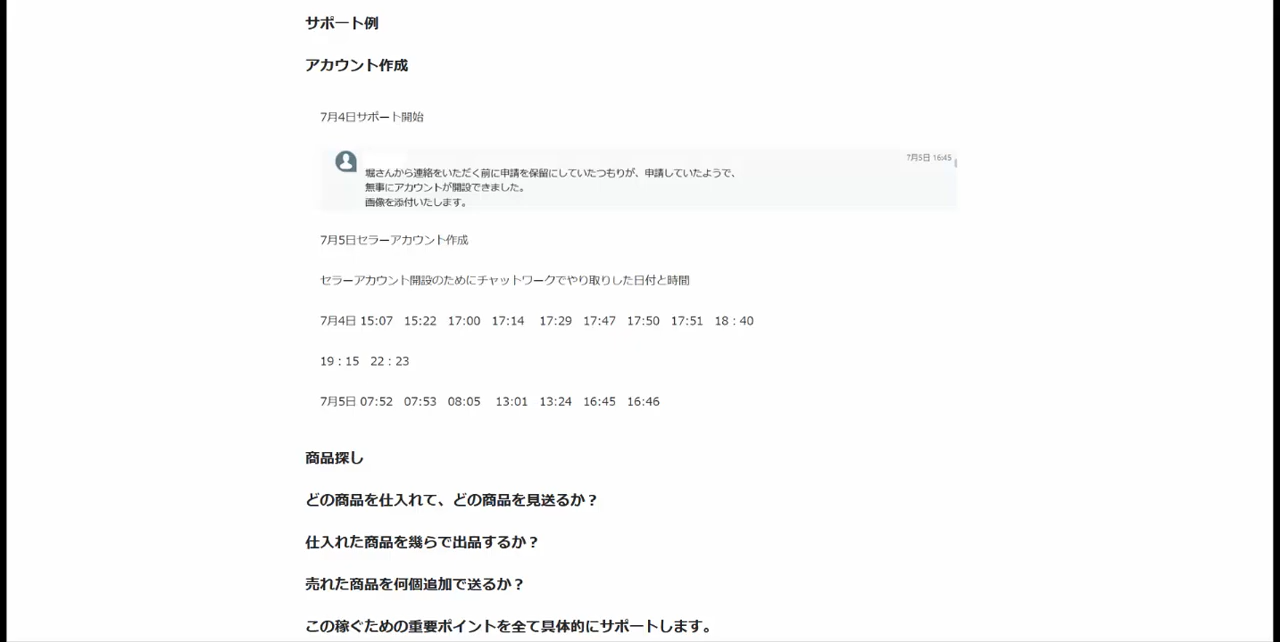 サポート例
アカウント作成
7月4日サポート開始
7月5日 16:45
堀さんから連絡をいただく前に申請を保留にしていたつもりが、申請していたようで、
無事にアカウントが開設できました。
画像を添付いたします。
7月5日セラーアカウント作成
セラーアカウント開設のためにチャットワークでやり取りした日付と時間
7月4日 15:07 15:22 17:00 17:14 17:29 17:47 17:50 17:51 18：40
19：15 22：23
7月5日 07:52 07:53 08:05 13:01 13:24 16:45 16:46
商品探し
どの商品を仕入れて、どの商品を見送るか？
仕入れた商品を幾らで出品するか？
売れた商品を何個追加で送るか？
この稼ぐための重要ポイントを全て具体的にサポートします。